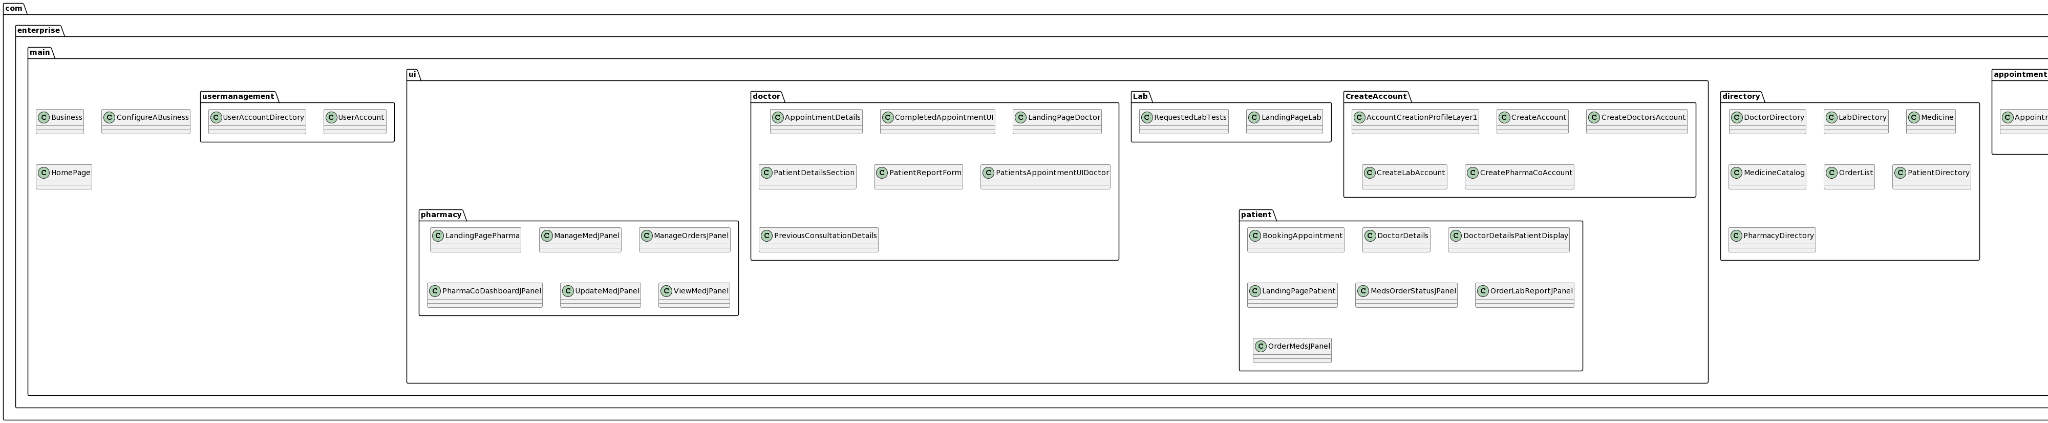 com
enterprise
main
ui
appointment
usermanagement
doctor
Lab
CreateAccount
directory
C Business
C ConfigureABusiness
C UserAccountDirectory
C UserAccount
C AppointmentDetails
C CompletedAppointmentUI
C LandingPageDoctor
C RequestedLabTests
C LandingPageLab
C AccountCreationProfileLayer1
C CreateAccount
C CreateDoctorsAccount
C DoctorDirectory
C LabDirectory
C Medicine
C
C HomePage
C PatientDetailsSection
C PatientReportForm
C PatientsAppointmentUIDoctor
C CreateLabAccount
C CreatePharmaCoAccount
C MedicineCatalog
C OrderList
C PatientDirectory
pharmacy
patient
C LandingPagePharma
C ManageMedJPanel
C ManageOrdersJPanel
C PreviousConsultationDetails
C BookingAppointment
C DoctorDetails
C DoctorDetailsPatientDisplay
C PharmacyDirectory
C PharmaCoDashboardJPanel
C UpdateMedJPanel
C ViewMedJPanel
C LandingPagePatient
C MedsOrderStatusJPanel
C OrderLabReportJPanel
C OrderMedsJPanel